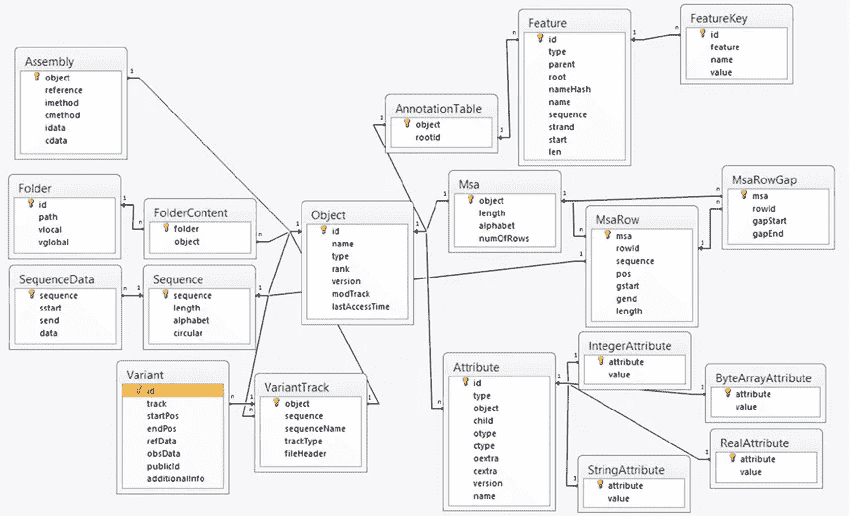 Assembly
object
reference
imethod
cmethod
idata
cdata
Folder
id
path
vlocal
vglobal
FolderContent
folder
object
SequenceData
sequence
sstart
send
data
Sequence
sequence
length
alphabet
circular
Variant
id
track
startPos
endPos
refData
obsData
publicId
additionalInfo
VariantTrack
object
sequence
sequenceName
trackType
fileHeader
Object
id
name
type
rank
version
modTrack
lastAccessTime
AnnotationTable
object
rootId
Feature
id
type
parent
root
nameHash
name
sequence
strand
start
len
FeatureKey
id
feature
name
value
Msa
object
length
alphabet
numOfRows
MsaRow
msa
rowId
sequence
pos
gstart
gend
length
MsaRowGap
msa
rowId
gapStart
gapEnd
Attribute
id
type
object
child
otype
ctype
oextra
cextra
version
name
IntegerAttribute
attribute
value
ByteArrayAttribute
attribute
value
RealAttribute
attribute
value
StringAttribute
attribute
value